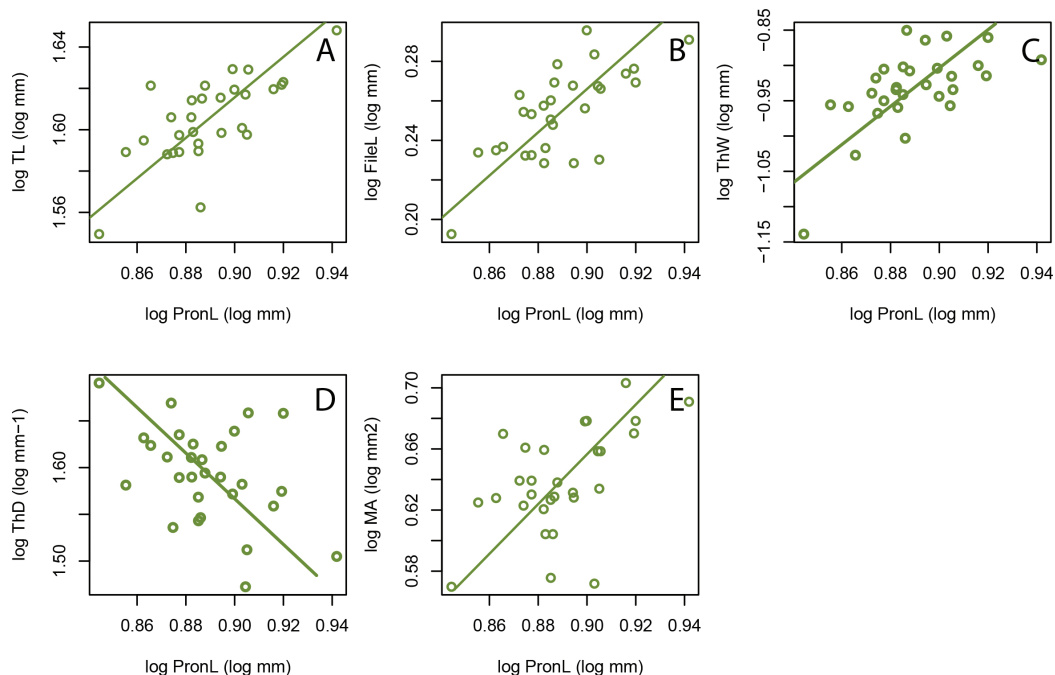 A
log TL (log mm)
1.56 1.60 1.64
0.86 0.88 0.90 0.92 0.94
log PronL (log mm)
B
log FileL (log mm)
0.20 0.24 0.28
0.86 0.88 0.90 0.92 0.94
log PronL (log mm)
C
log ThW (log mm)
−1.15 −1.05 −0.95 −0.85
0.86 0.88 0.90 0.92 0.94
log PronL (log mm)
D
log ThD (log mm−1)
1.50 1.60
0.86 0.88 0.90 0.92 0.94
log PronL (log mm)
E
log MA (log mm2)
0.58 0.62 0.66 0.70
0.86 0.88 0.90 0.92 0.94
log PronL (log mm)